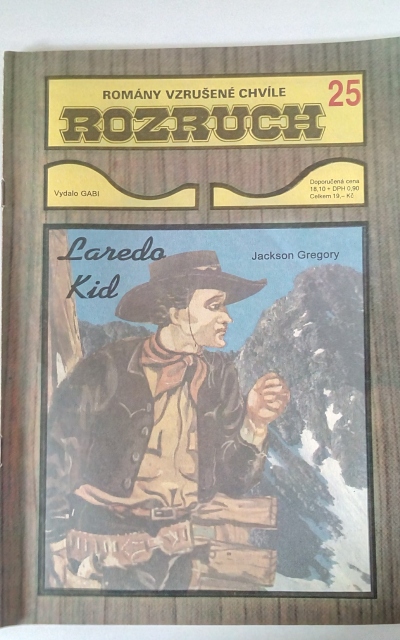 ROMÁNY VZRUŠENÉ CHVÍLE
25
ROZRUCH
Vydalo GABI
Doporučená cena
18,10 + DPH 0,90
Celkem 19,– Kč
Laredo
Kid
Jackson Gregory